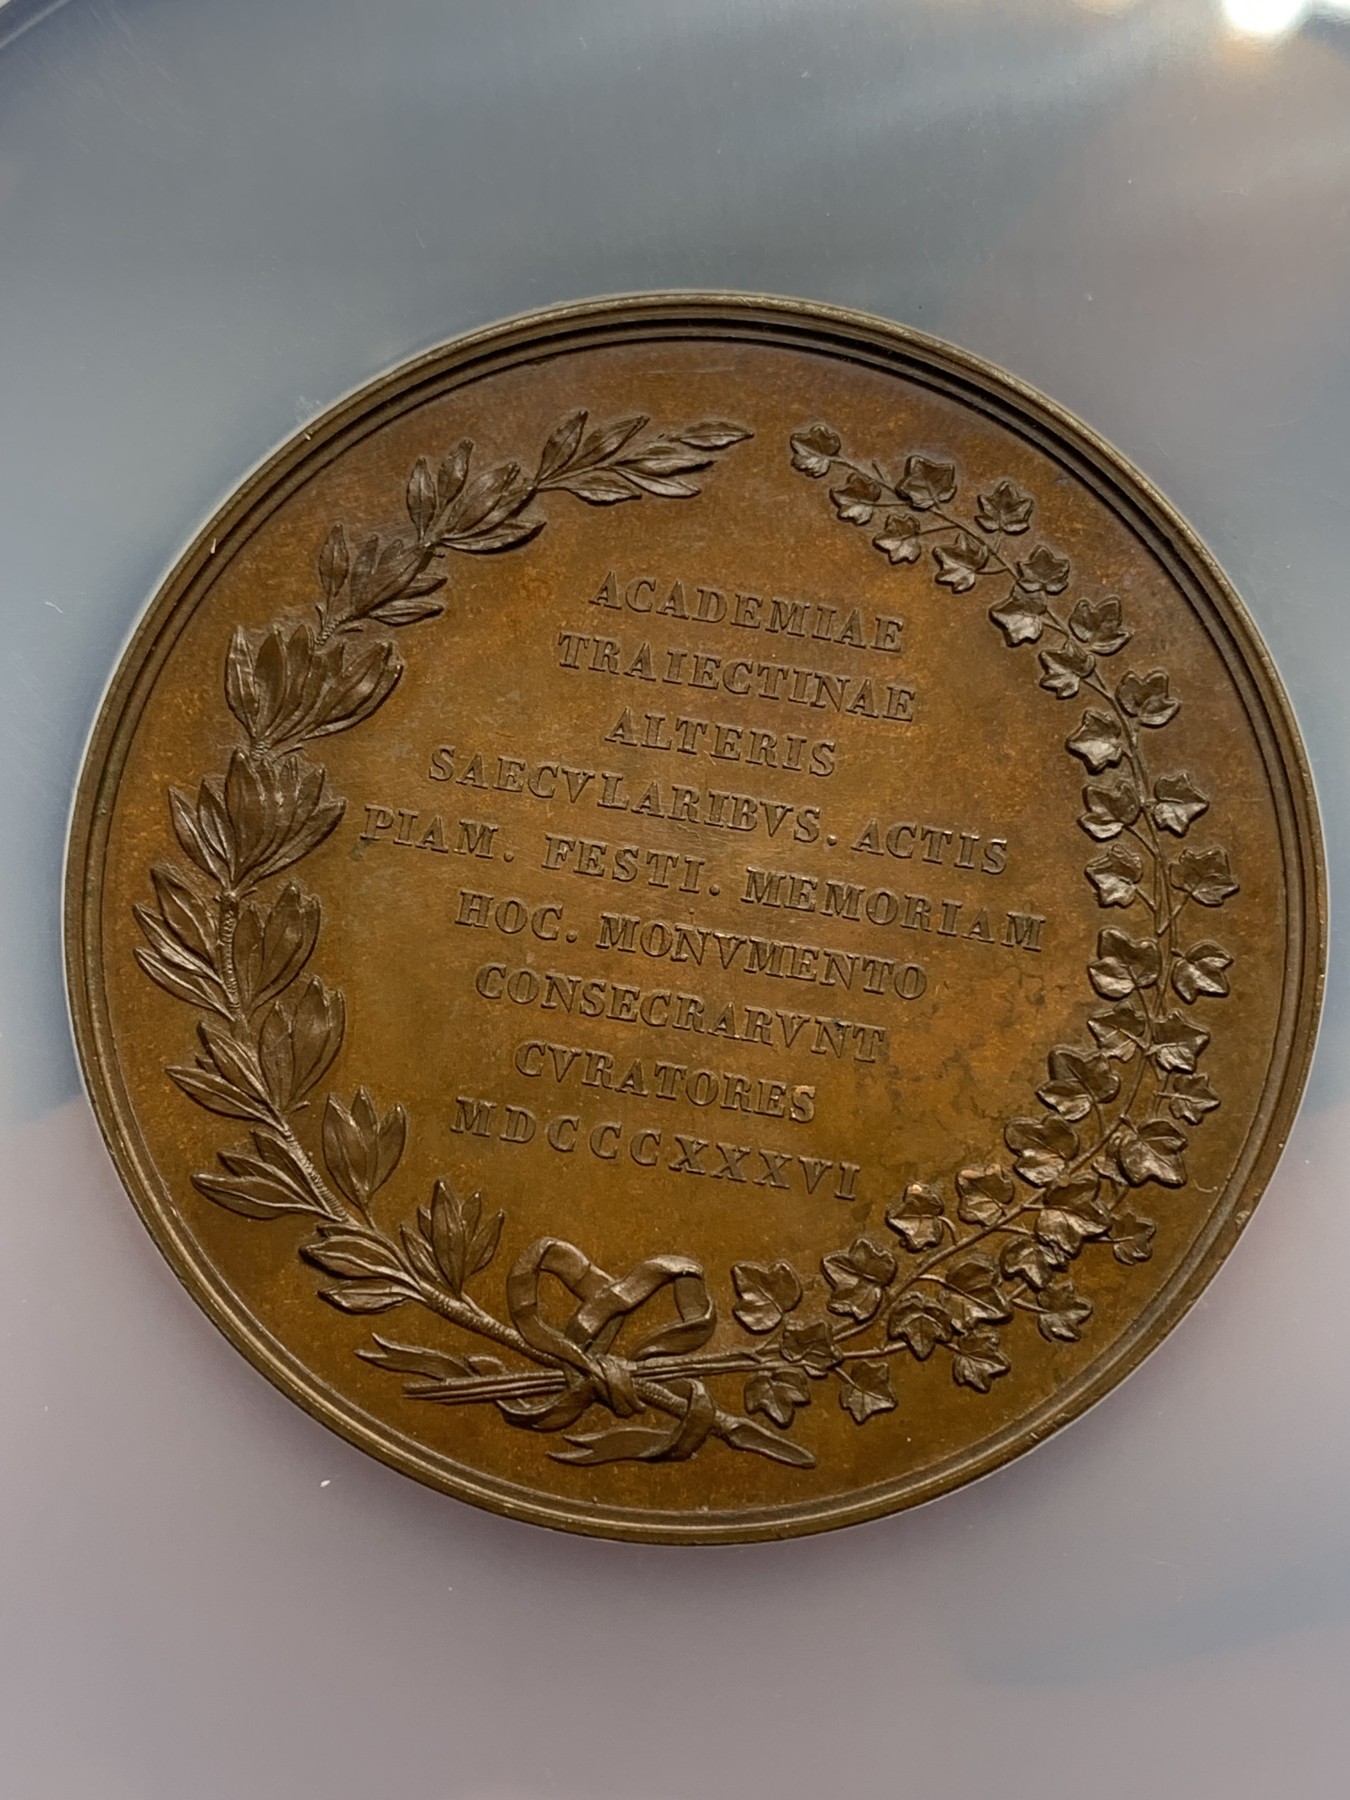 ACADEMIAE
TRAIECTINAE
ALTERIS
SAECVLARIBVS. ACTIS
PIAM. FESTI. MEMORIAM
HOC. MONVMENTO
CONSECRARVNT
CVRATORES
MDCCCXXXVI